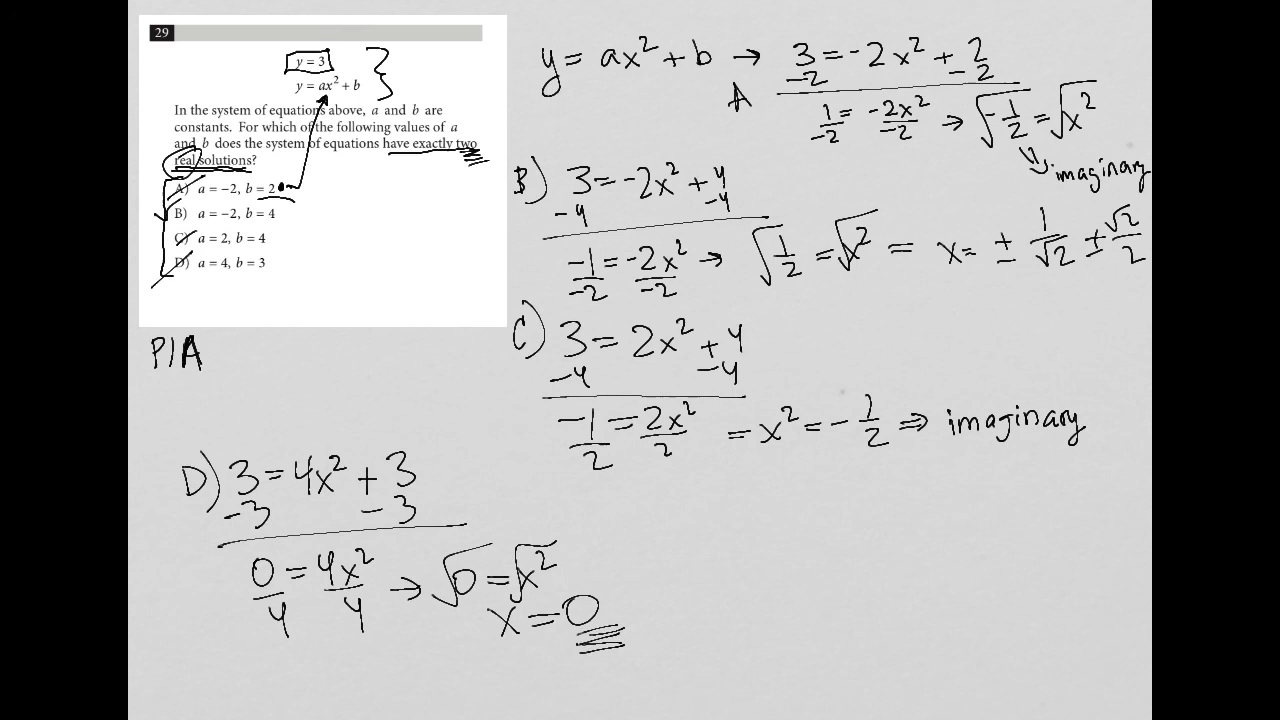 29
y = 3
y = ax² + b
In the system of equations above, a and b are
constants. For which of the following values of a
and b does the system of equations have exactly two
real solutions?
A) a = −2, b = 2
B) a = −2, b = 4
C) a = 2, b = 4
D) a = 4, b = 3
PIA
y = ax² + b → 3 = -2x² + 2
-2 - 2
A
1/-2 = -2x²/-2 → √-1/2 = √x²
⇒ imaginary
B) 3 = -2x² + 4
-4 -4
-1/-2 = -2x²/-2 → √1/2 = √x² = x = ± 1/√2 ± √2/2
C) 3 = 2x² + 4
-4 -4
-1/2 = 2x²/2 = x² = -1/2 ⇒ imaginary
D) 3 = 4x² + 3
-3 - 3
0/4 = 4x²/4 → √0 = √x²
x = 0